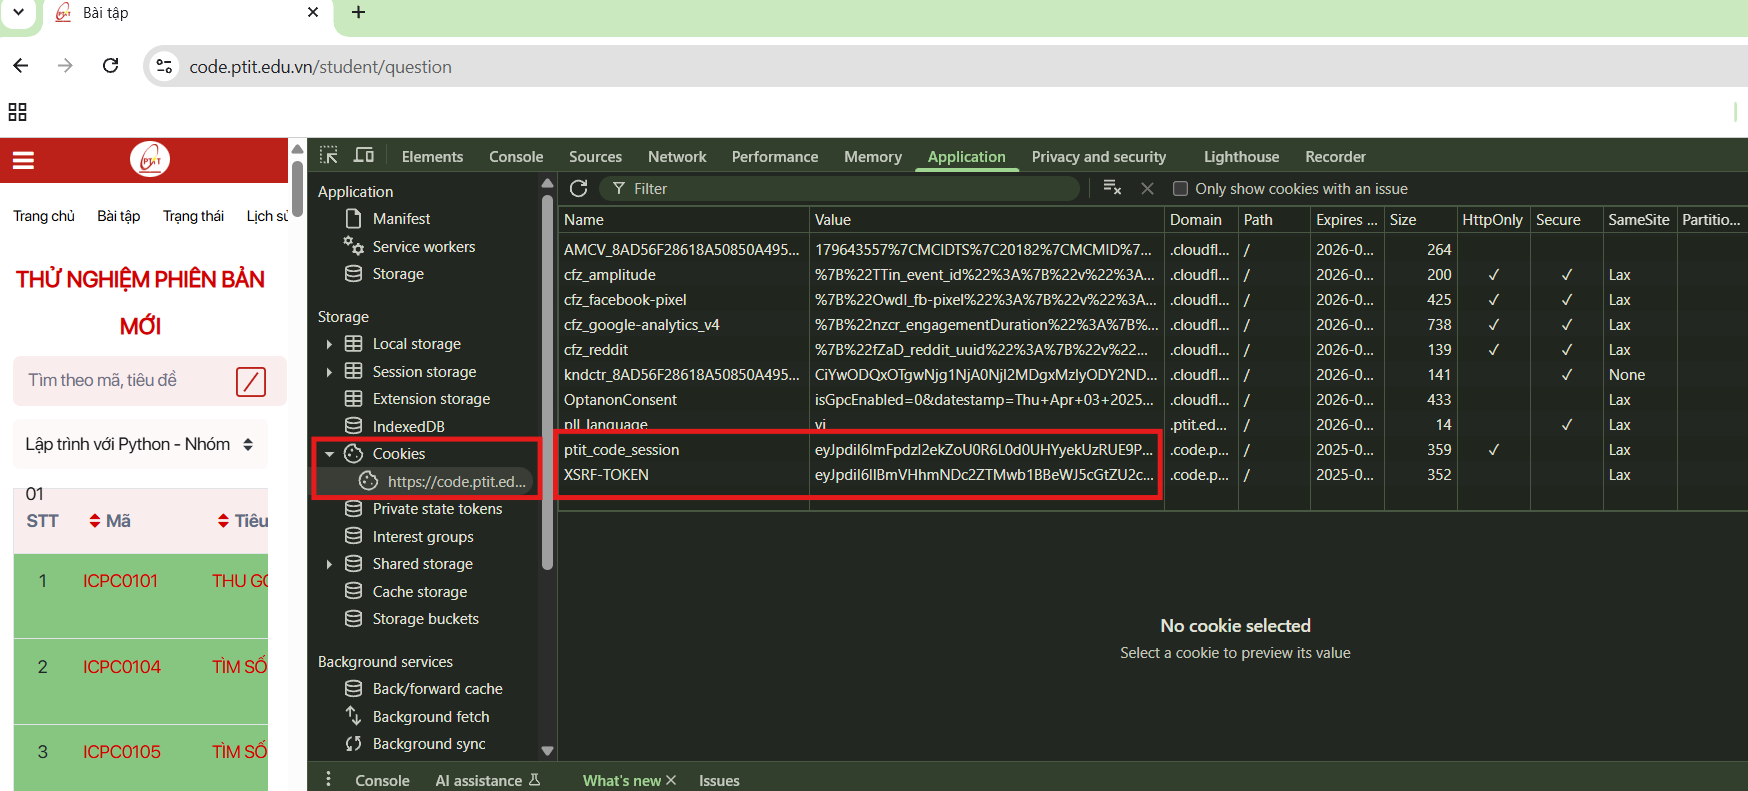 Bài tập
code.ptit.edu.vn/student/question
PTIT
Trang chủ Bài tập Trạng thái Lịch sử
THỬ NGHIỆM PHIÊN BẢN
MỚI
Tìm theo mã, tiêu đề
Lập trình với Python - Nhóm
01
STT Mã Tiêu
1 ICPC0101 THU GỌ
2 ICPC0104 TÌM SỐ
3 ICPC0105 TÌM SỐ
Elements Console Sources Network Performance Memory Application Privacy and security Lighthouse Recorder
Application
Manifest
Service workers
Storage
Storage
Local storage
Session storage
Extension storage
IndexedDB
Cookies
https://code.ptit.ed...
Private state tokens
Interest groups
Shared storage
Cache storage
Storage buckets
Background services
Back/forward cache
Background fetch
Background sync
Filter Only show cookies with an issue
Name Value Domain Path Expires ... Size HttpOnly Secure SameSite Partitio...
AMCV_8AD56F28618A50850A495... 179643557%7CMCIDTS%7C20182%7CMCMID%7... .cloudfl... / 2026-0... 264
cfz_amplitude %7B%22TTin_event_id%22%3A%7B%22v%22%3A... .cloudfl... / 2026-0... 200 ✓ ✓ Lax
cfz_facebook-pixel %7B%22OwdI_fb-pixel%22%3A%7B%22v%22%3A... .cloudfl... / 2026-0... 425 ✓ ✓ Lax
cfz_google-analytics_v4 %7B%22nzcr_engagementDuration%22%3A%7B%... .cloudfl... / 2026-0... 738 ✓ ✓ Lax
cfz_reddit %7B%22fZaD_reddit_uuid%22%3A%7B%22v%22... .cloudfl... / 2026-0... 139 ✓ ✓ Lax
kndctr_8AD56F28618A50850A495... .cloudfl... / 2026-0... 141 ✓ None
OptanonConsent isGpcEnabled=0&datestamp=Thu+Apr+03+2025... .cloudfl... / 2026-0... 433 Lax
pll_language vi .ptit.ed... / 2026-0... 14 ✓ Lax
ptit_code_session .code.p... / 2025-0... 359 ✓ Lax
XSRF-TOKEN .code.p... / 2025-0... 352 Lax
No cookie selected
Select a cookie to preview its value
Console AI assistance What's new Issues